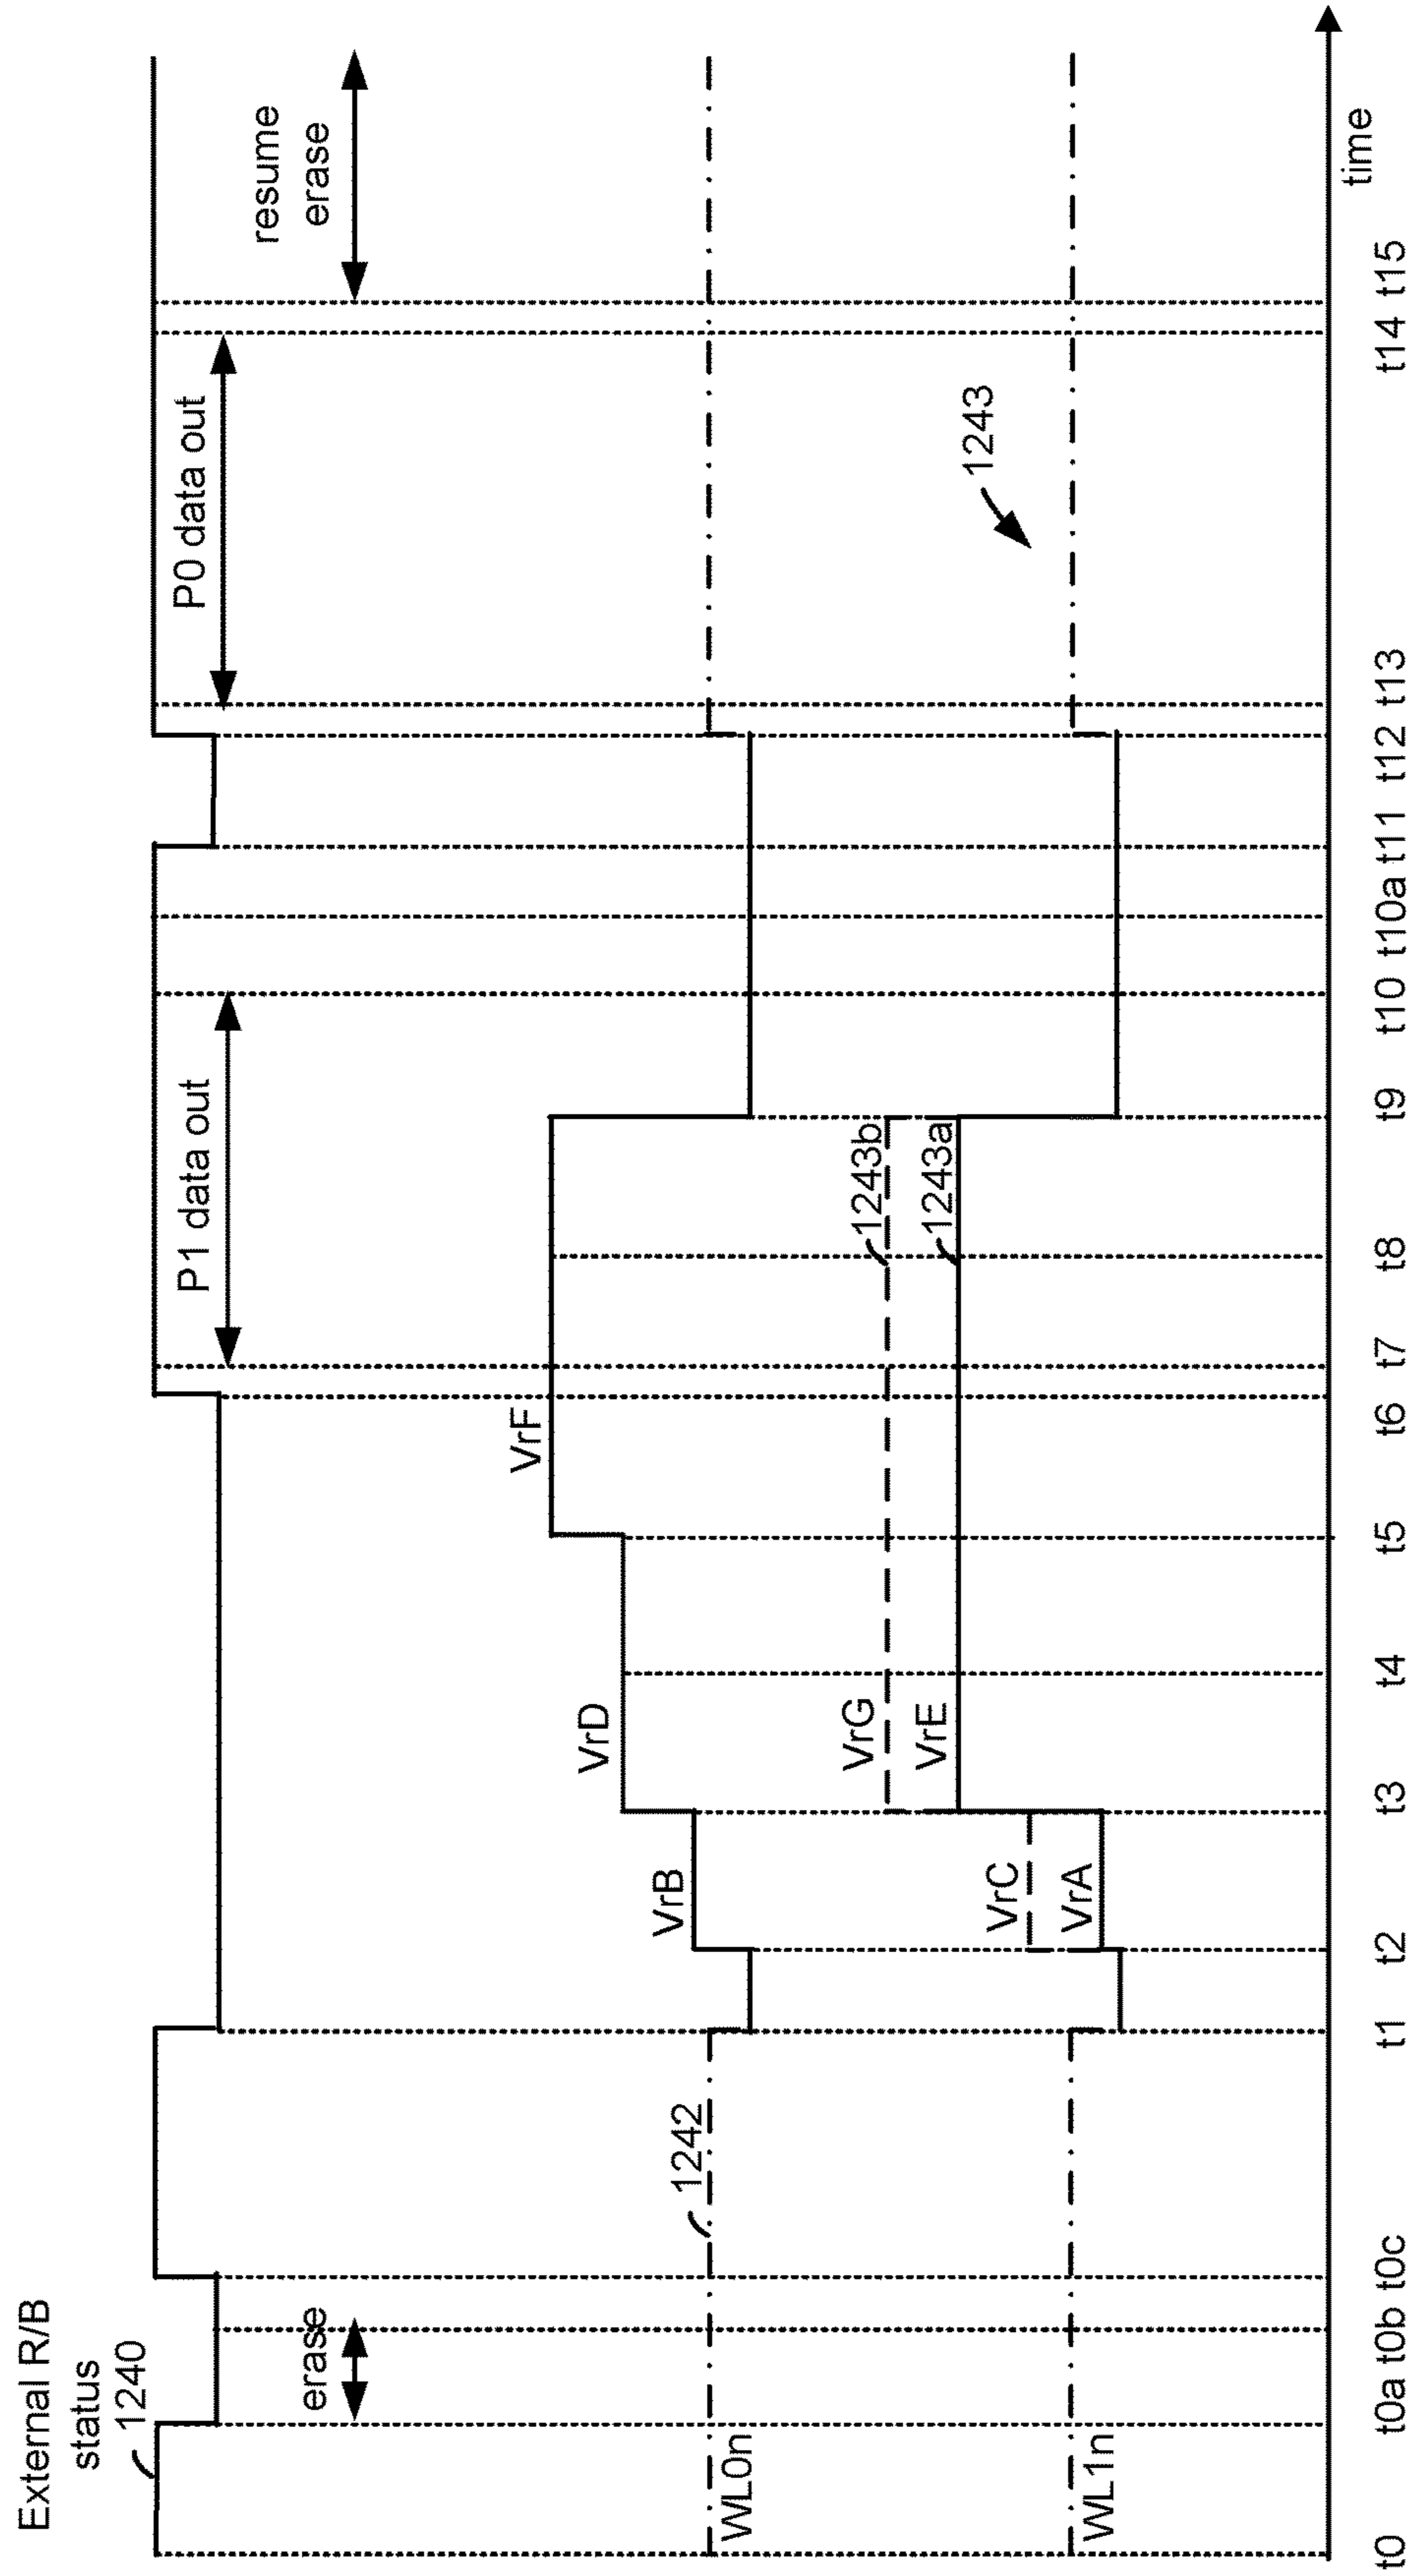 External R/B
status
1240
erase
P1 data out
P0 data out
resume
erase
1242
WL0n
VrB
VrD
VrF
WL1n
VrC
VrA
VrG
VrE
1243b
1243a
1243
t0 t0a t0b t0c t1 t2 t3 t4 t5 t6 t7 t8 t9 t10 t10a t11 t12 t13 t14 t15
time